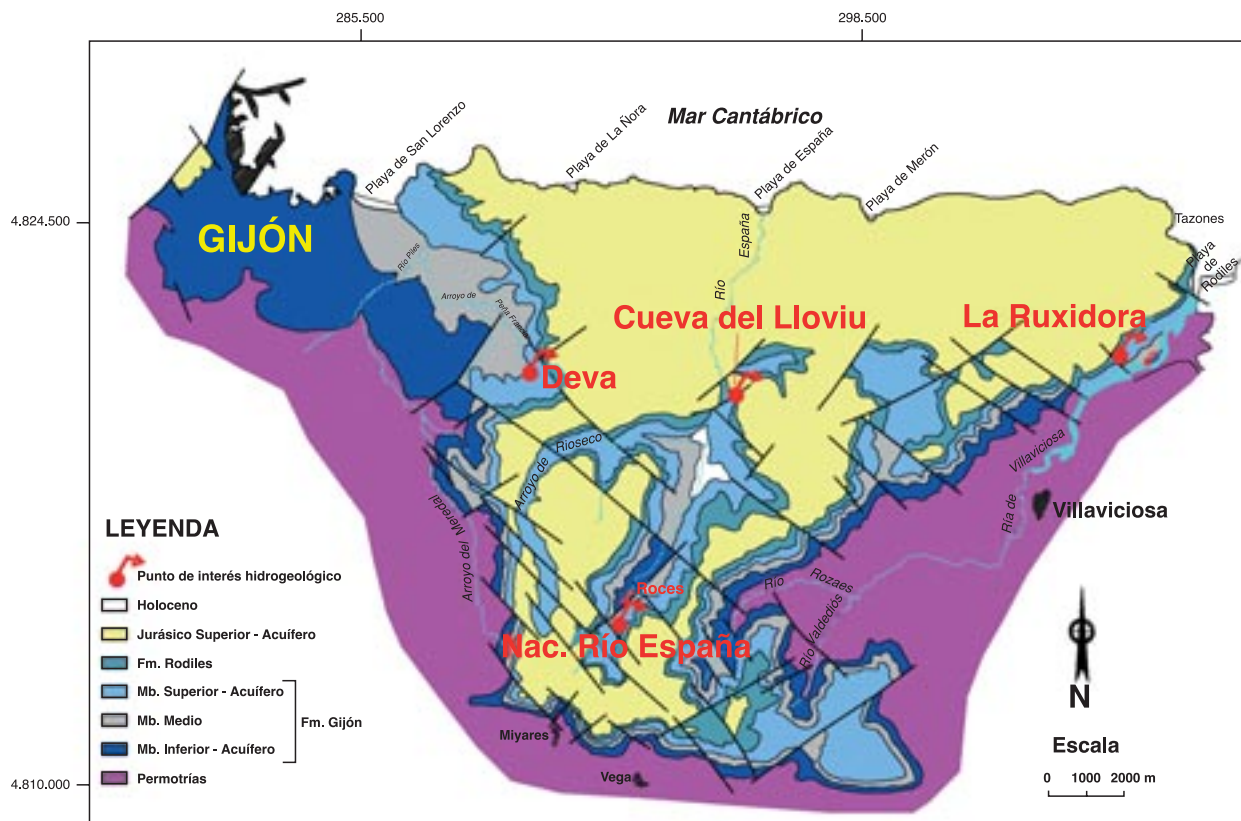 285.500
298.500
Mar Cantábrico
Playa de San Lorenzo
Playa de La Ñora
Playa de España
Playa de Merón
Tazones
Playa de Rodiles
4.824.500
GIJÓN
Río Piles
Arroyo de Peña Francia
Río España
Cueva del Lloviu
La Ruxidora
Deva
Arroyo de Rioseco
Arroyo del Meredal
Ría de Villaviciosa
Villaviciosa
Roces
Río Rozaes
Río Valdediós
Nac. Río España
Miyares
Vega
LEYENDA
Punto de interés hidrogeológico
Holoceno
Jurásico Superior - Acuífero
Fm. Rodiles
Mb. Superior - Acuífero
Mb. Medio
Fm. Gijón
Mb. Inferior - Acuífero
Permotrías
N
Escala
0 1000 2000 m
4.810.000